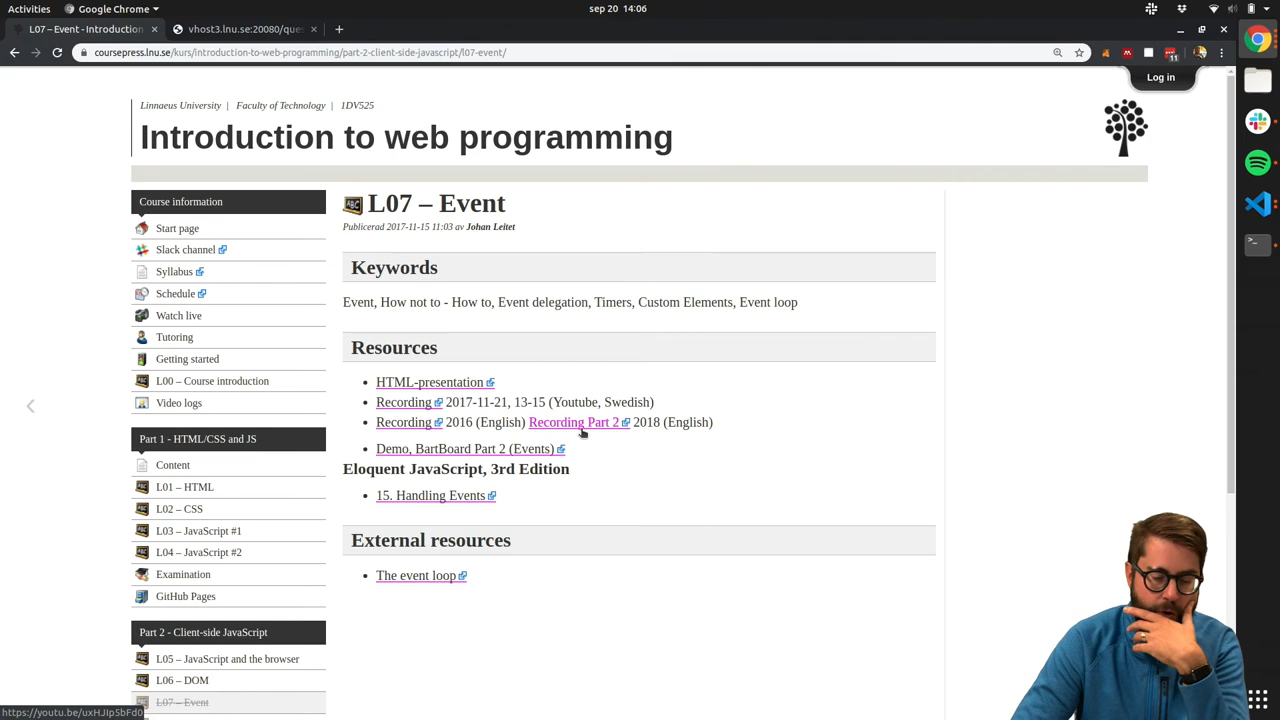 Activities
Google Chrome
sep 20 14:06
L07 – Event - Introduction
vhost3.lnu.se:20080/ques
coursepress.lnu.se/kurs/introduction-to-web-programming/part-2-client-side-javascript/l07-event/
11
Log in
Linnaeus University | Faculty of Technology | 1DV525
Introduction to web programming
Course information
Start page
Slack channel
Syllabus
Schedule
Watch live
Tutoring
Getting started
L00 – Course introduction
Video logs
Part 1 - HTML/CSS and JS
Content
L01 – HTML
L02 – CSS
L03 – JavaScript #1
L04 – JavaScript #2
Examination
GitHub Pages
Part 2 - Client-side JavaScript
L05 – JavaScript and the browser
L06 – DOM
L07 – Event
ABC
L07 – Event
Publicerad 2017-11-15 11:03 av Johan Leitet
Keywords
Event, How not to - How to, Event delegation, Timers, Custom Elements, Event loop
Resources
HTML-presentation
Recording 2017-11-21, 13-15 (Youtube, Swedish)
Recording 2016 (English) Recording Part 2 2018 (English)
Demo, BartBoard Part 2 (Events)
Eloquent JavaScript, 3rd Edition
15. Handling Events
External resources
The event loop
https://youtu.be/uxHJIp5bFd0